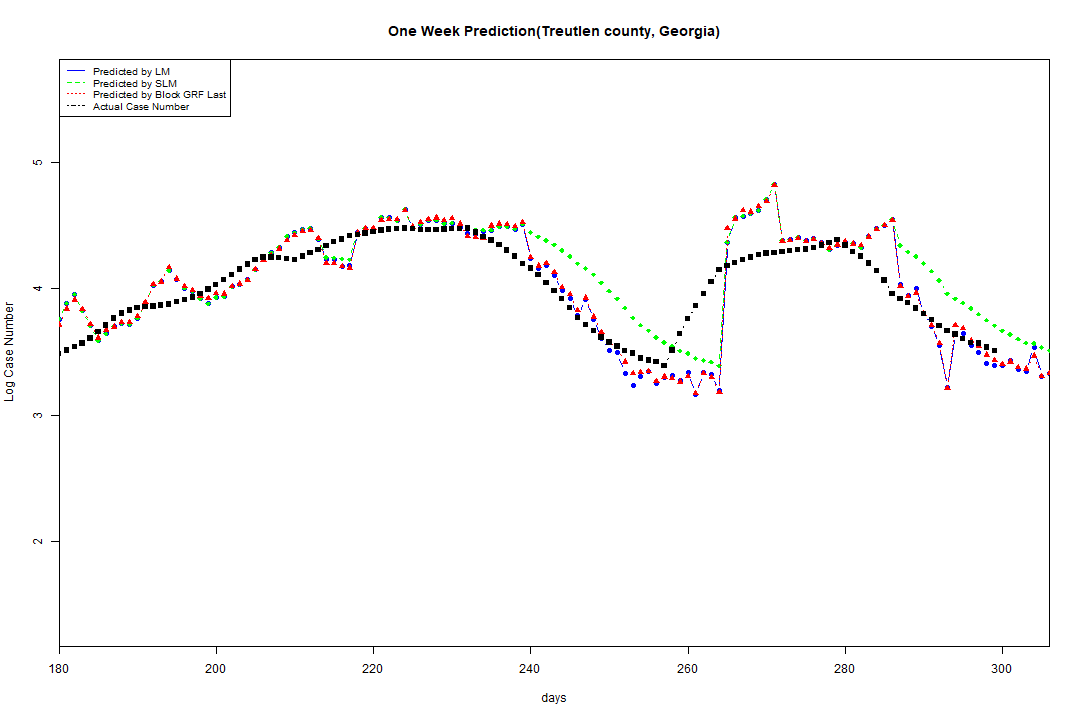 One Week Prediction(Treutlen county, Georgia)
Predicted by LM
Predicted by SLM
Predicted by Block GRF Last
Actual Case Number
5
4
3
2
Log Case Number
180 200 220 240 260 280 300
days